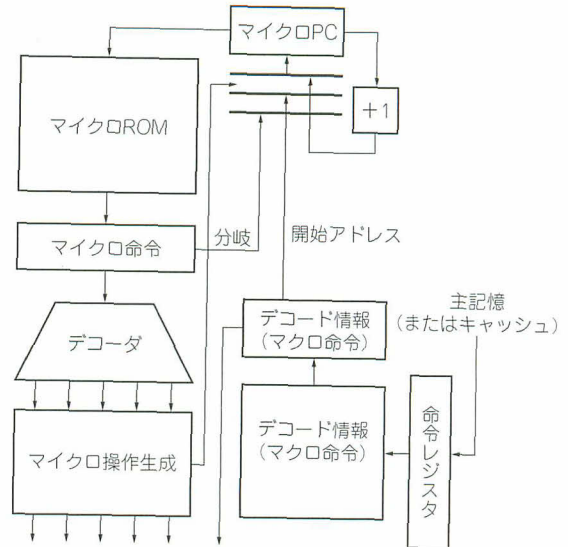 マイクロPC
マイクロROM
+1
マイクロ命令
分岐
開始アドレス
デコーダ
デコード情報
(マクロ命令)
主記憶
(またはキャッシュ)
マイクロ操作生成
デコード情報
(マクロ命令)
命令レジスタ